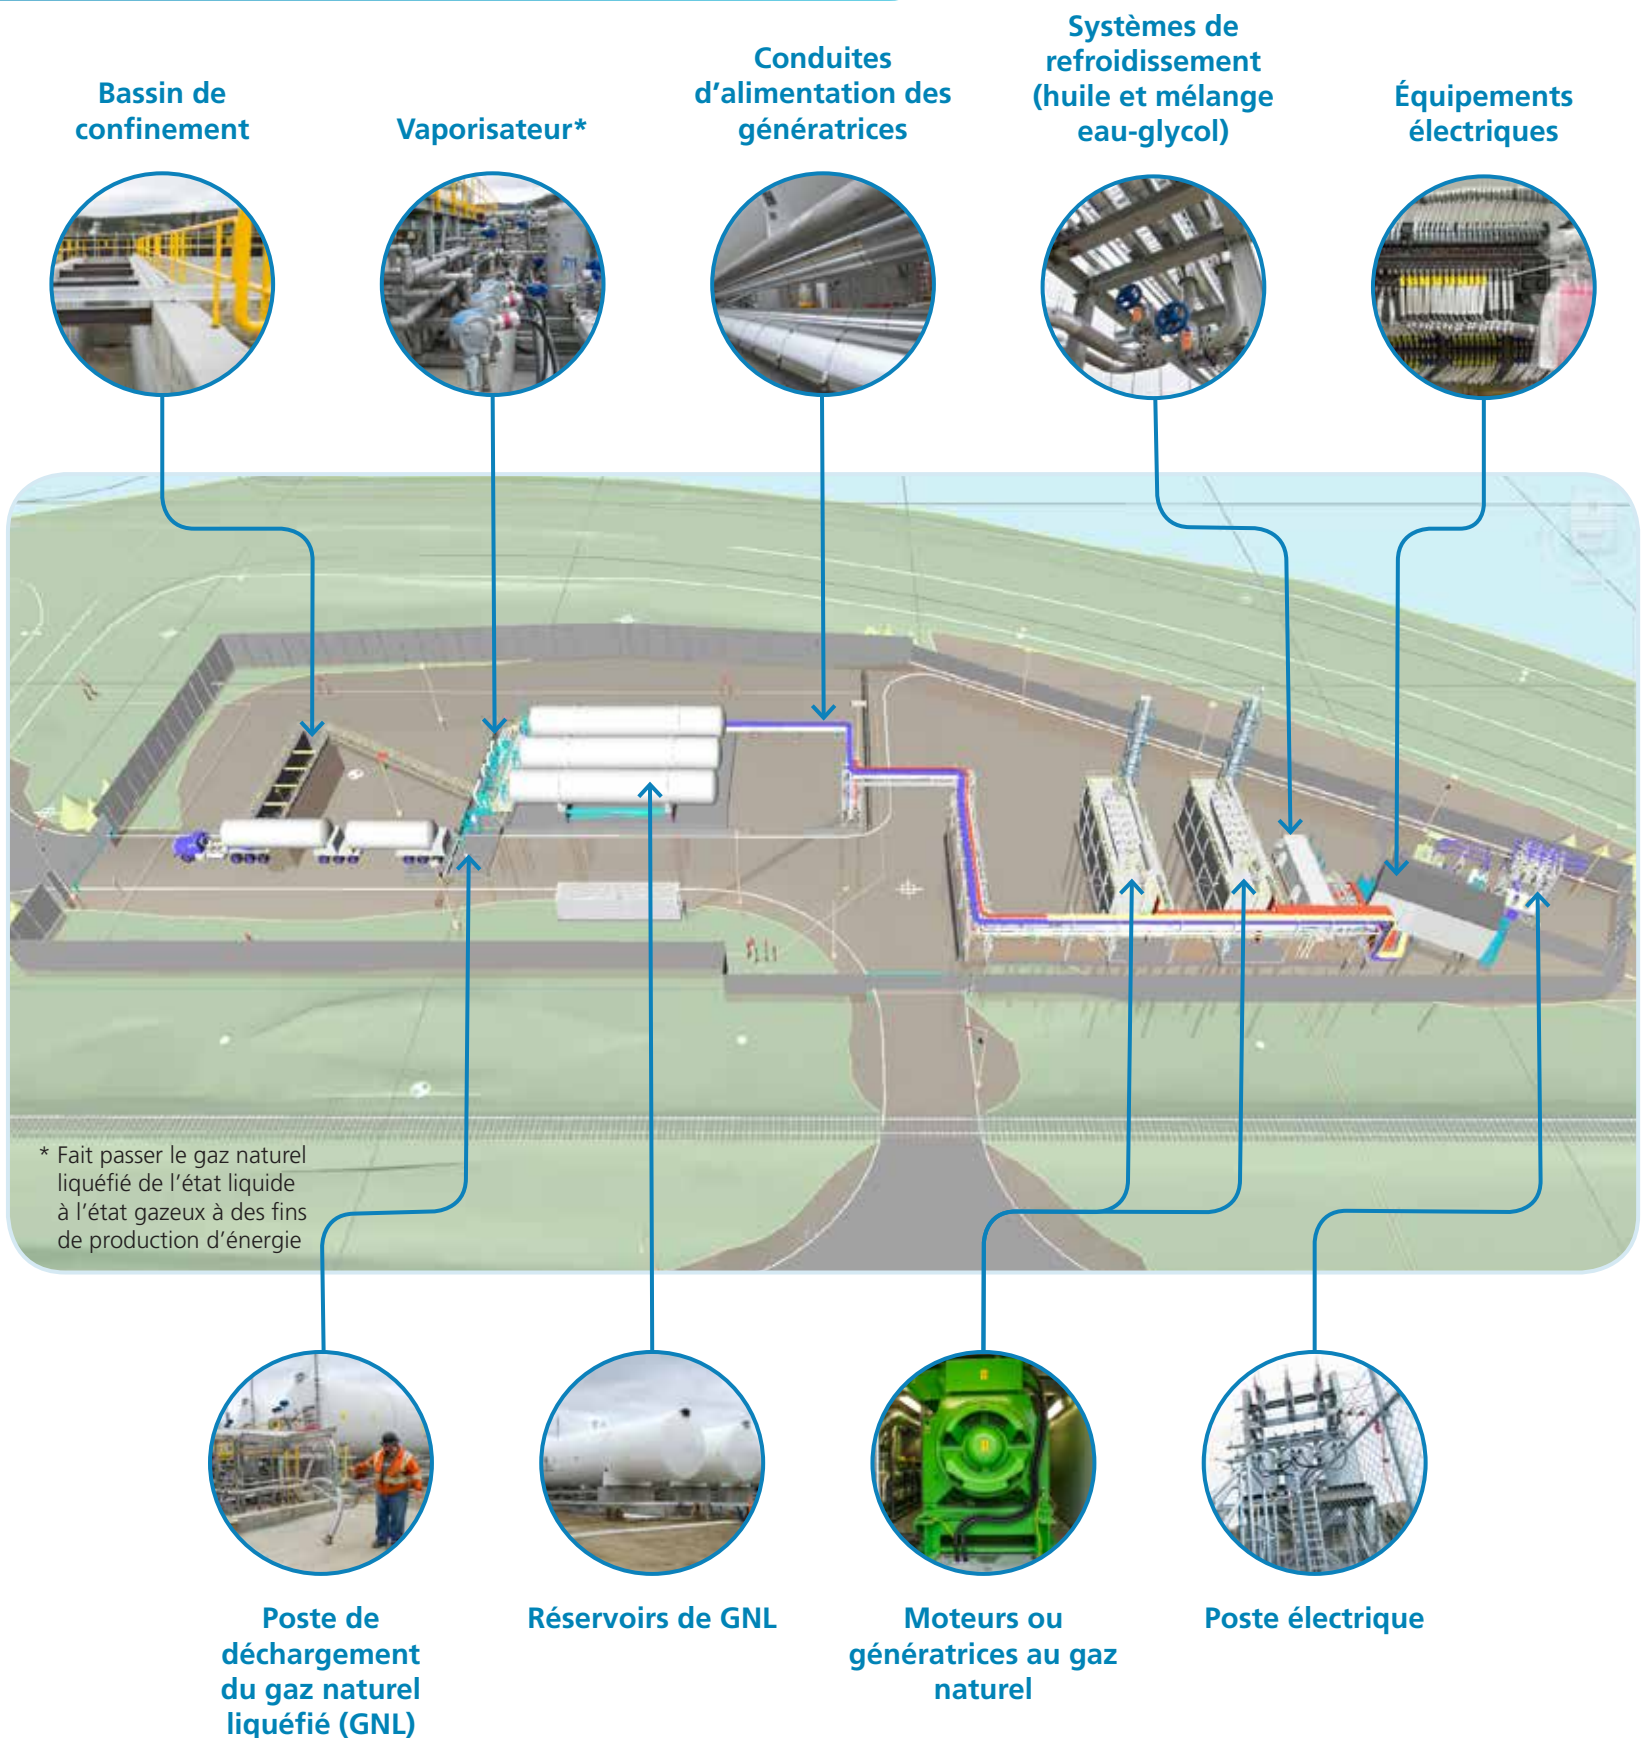 Bassin de
confinement
Vaporisateur*
Conduites
d’alimentation des
génératrices
Systèmes de
refroidissement
(huile et mélange
eau-glycol)
Équipements
électriques
* Fait passer le gaz naturel
liquéfié de l’état liquide
à l’état gazeux à des fins
de production d’énergie
Poste de
déchargement
du gaz naturel
liquéfié (GNL)
Réservoirs de GNL
Moteurs ou
génératrices au gaz
naturel
Poste électrique